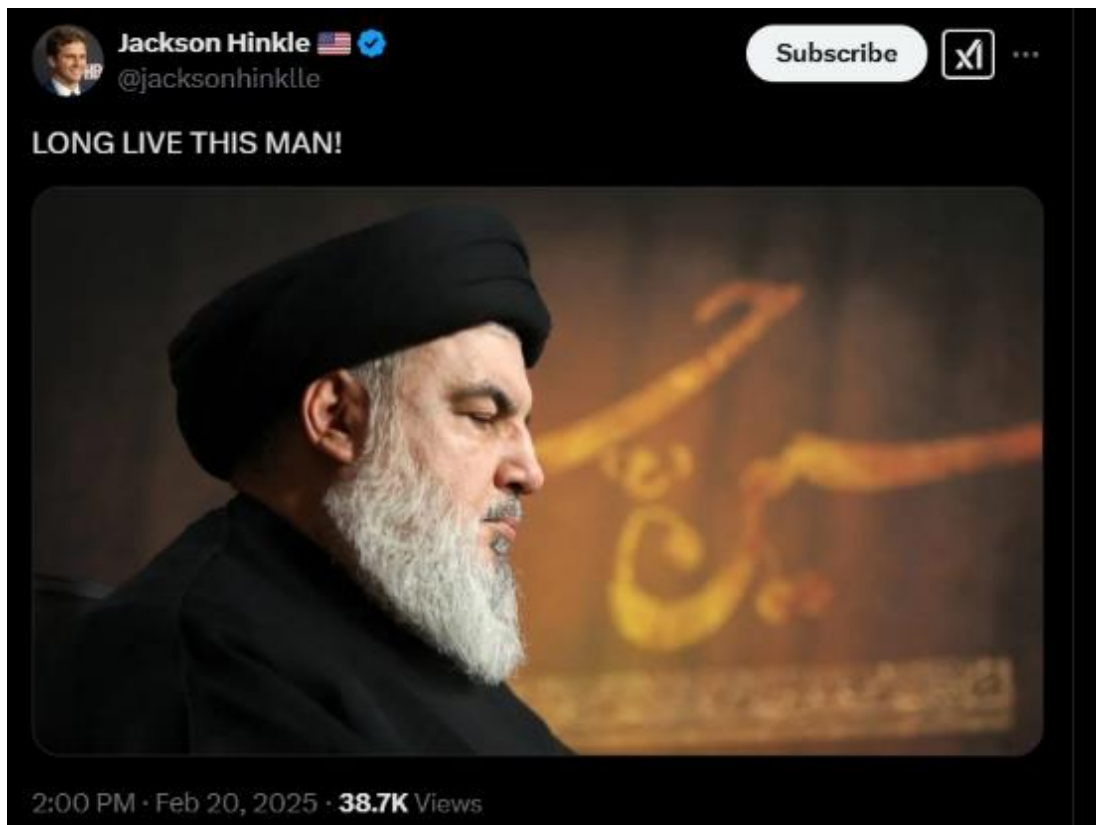 Jackson Hinkle
@jacksonhinklle
Subscribe
LONG LIVE THIS MAN!
2:00 PM · Feb 20, 2025 · 38.7K Views